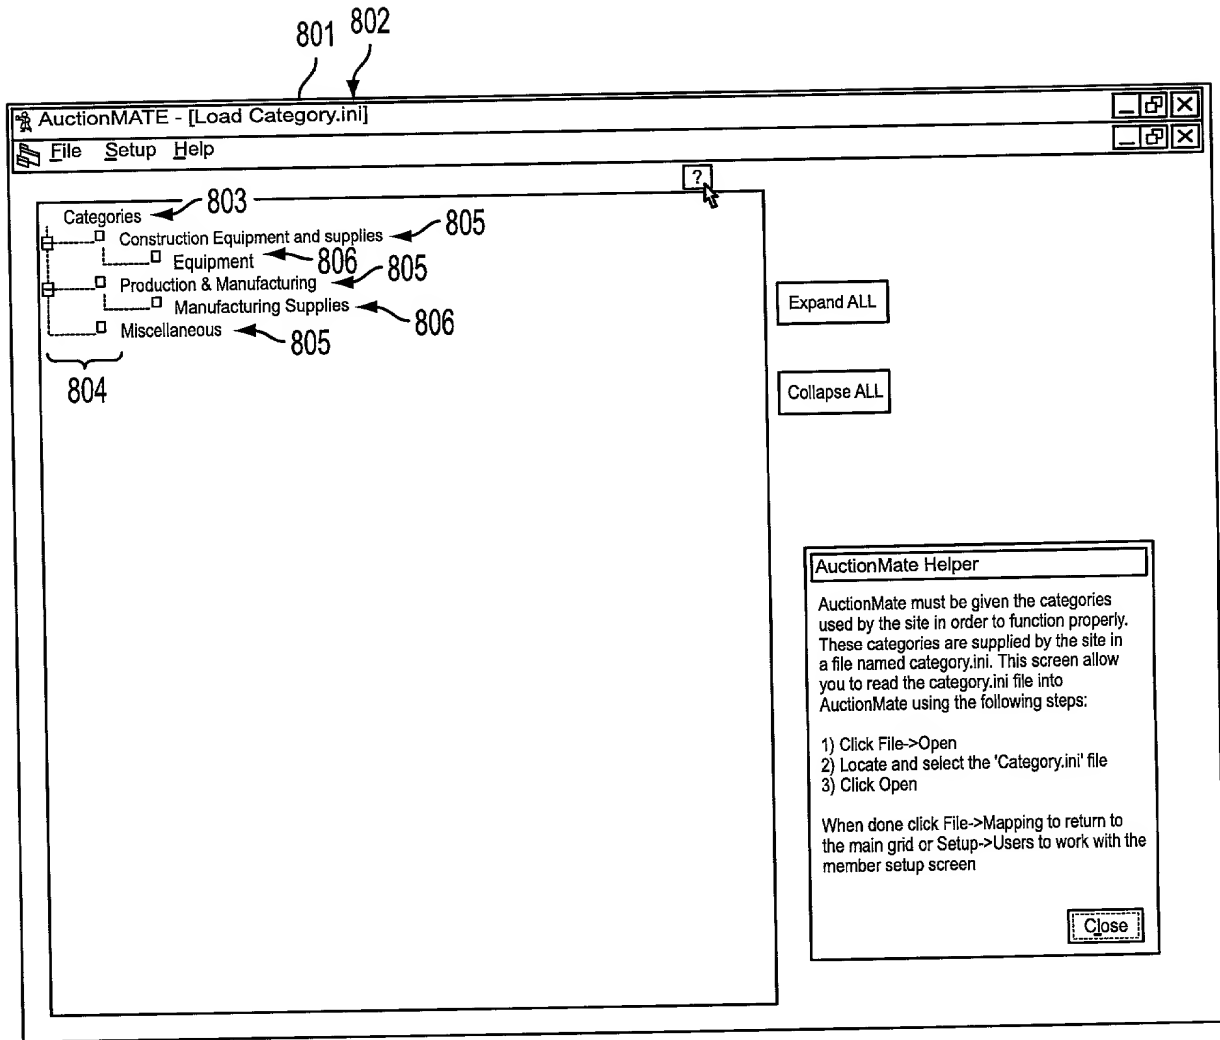 801 802
AuctionMATE - [Load Category.ini]
File Setup Help
?
Categories 803
Construction Equipment and supplies 805
Equipment 806
Production & Manufacturing 805
Manufacturing Supplies 806
Miscellaneous 805
804
Expand ALL
Collapse ALL
AuctionMate Helper
AuctionMate must be given the categories
used by the site in order to function properly.
These categories are supplied by the site in
a file named category.ini. This screen allow
you to read the category.ini file into
AuctionMate using the following steps:
1) Click File->Open
2) Locate and select the 'Category.ini' file
3) Click Open
When done click File->Mapping to return to
the main grid or Setup->Users to work with the
member setup screen
Close